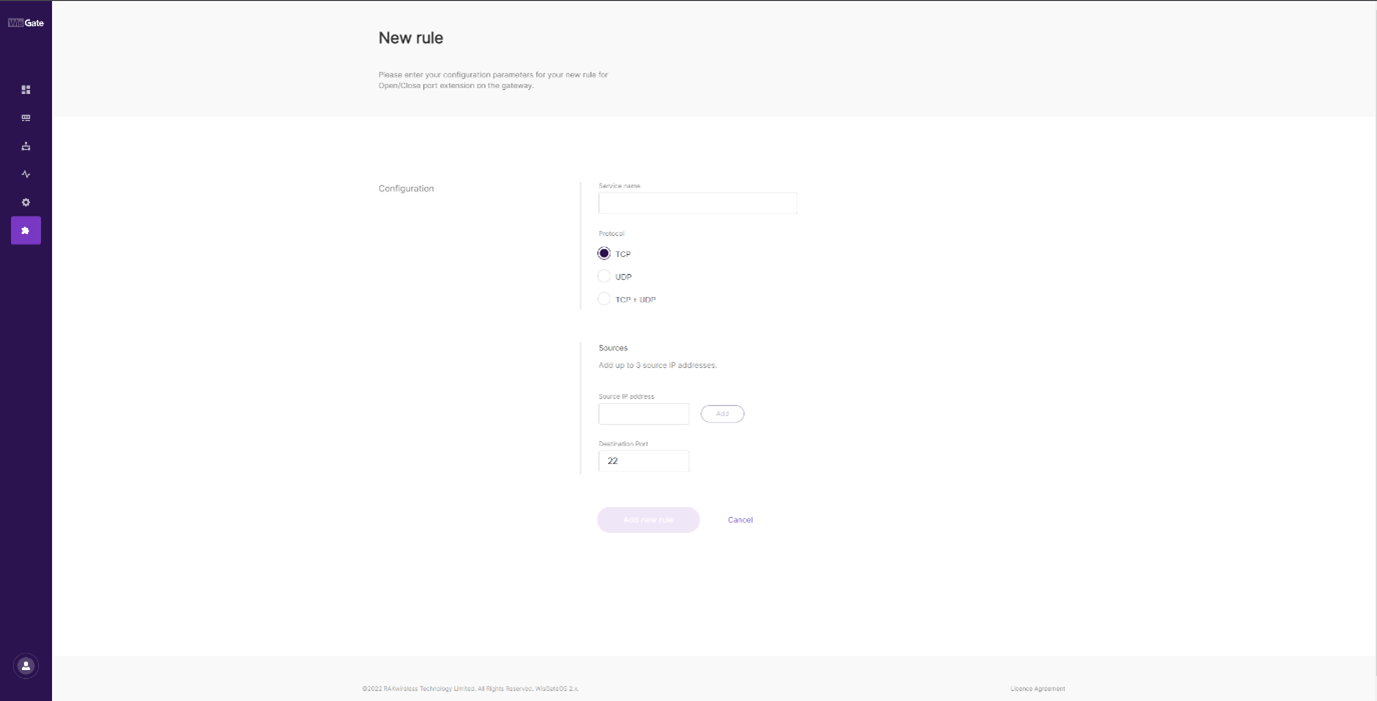 WisGate
New rule
Please enter your configuration parameters for your new rule for
Open/Close port extension on the gateway.
Configuration
Service name
Protocol
TCP
UDP
TCP + UDP
Sources
Add up to 3 source IP addresses.
Source IP address
Add
Destination Port
22
Add new rule
Cancel
©2022 RAKwireless Technology Limited. All Rights Reserved. WisGateOS 2.x.
Licence Agreement